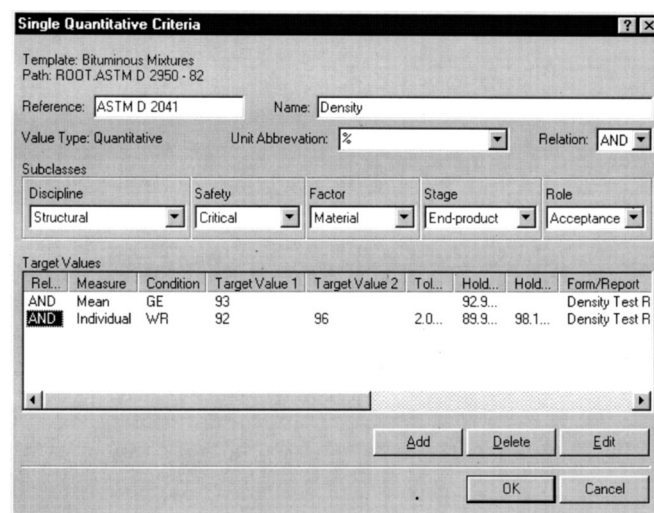 Single Quantitative Criteria
Template: Bituminous Mixtures
Path: ROOT.ASTM D 2950 - 82
Reference: ASTM D 2041 Name: Density
Value Type: Quantitative Unit Abbrevation: % Relation: AND
Subclasses
Discipline Safety Factor Stage Role
Structural Critical Material End-product Acceptance
Target Values
Rel... Measure Condition Target Value 1 Target Value 2 Tol... Hold... Hold... Form/Report
AND Mean GE 93 92.9... Density Test R
AND Individual WR 92 96 2.0... 89.9... 98.1... Density Test R
Add Delete Edit
OK Cancel